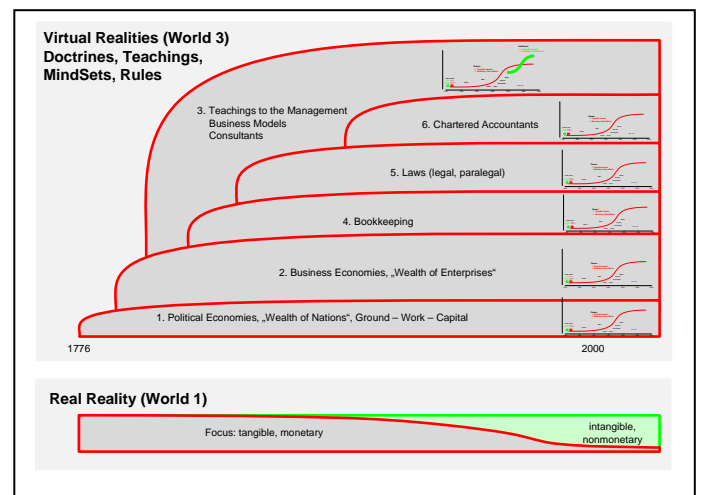 Virtual Realities (World 3)
Doctrines, Teachings,
MindSets, Rules
3. Teachings to the Management
Business Models
Consultants
6. Chartered Accountants
5. Laws (legal, paralegal)
4. Bookkeeping
2. Business Economies, „Wealth of Enterprises“
1. Political Economies, „Wealth of Nations“, Ground – Work – Capital
1776
2000
Real Reality (World 1)
Focus: tangible, monetary
intangible,
nonmonetary